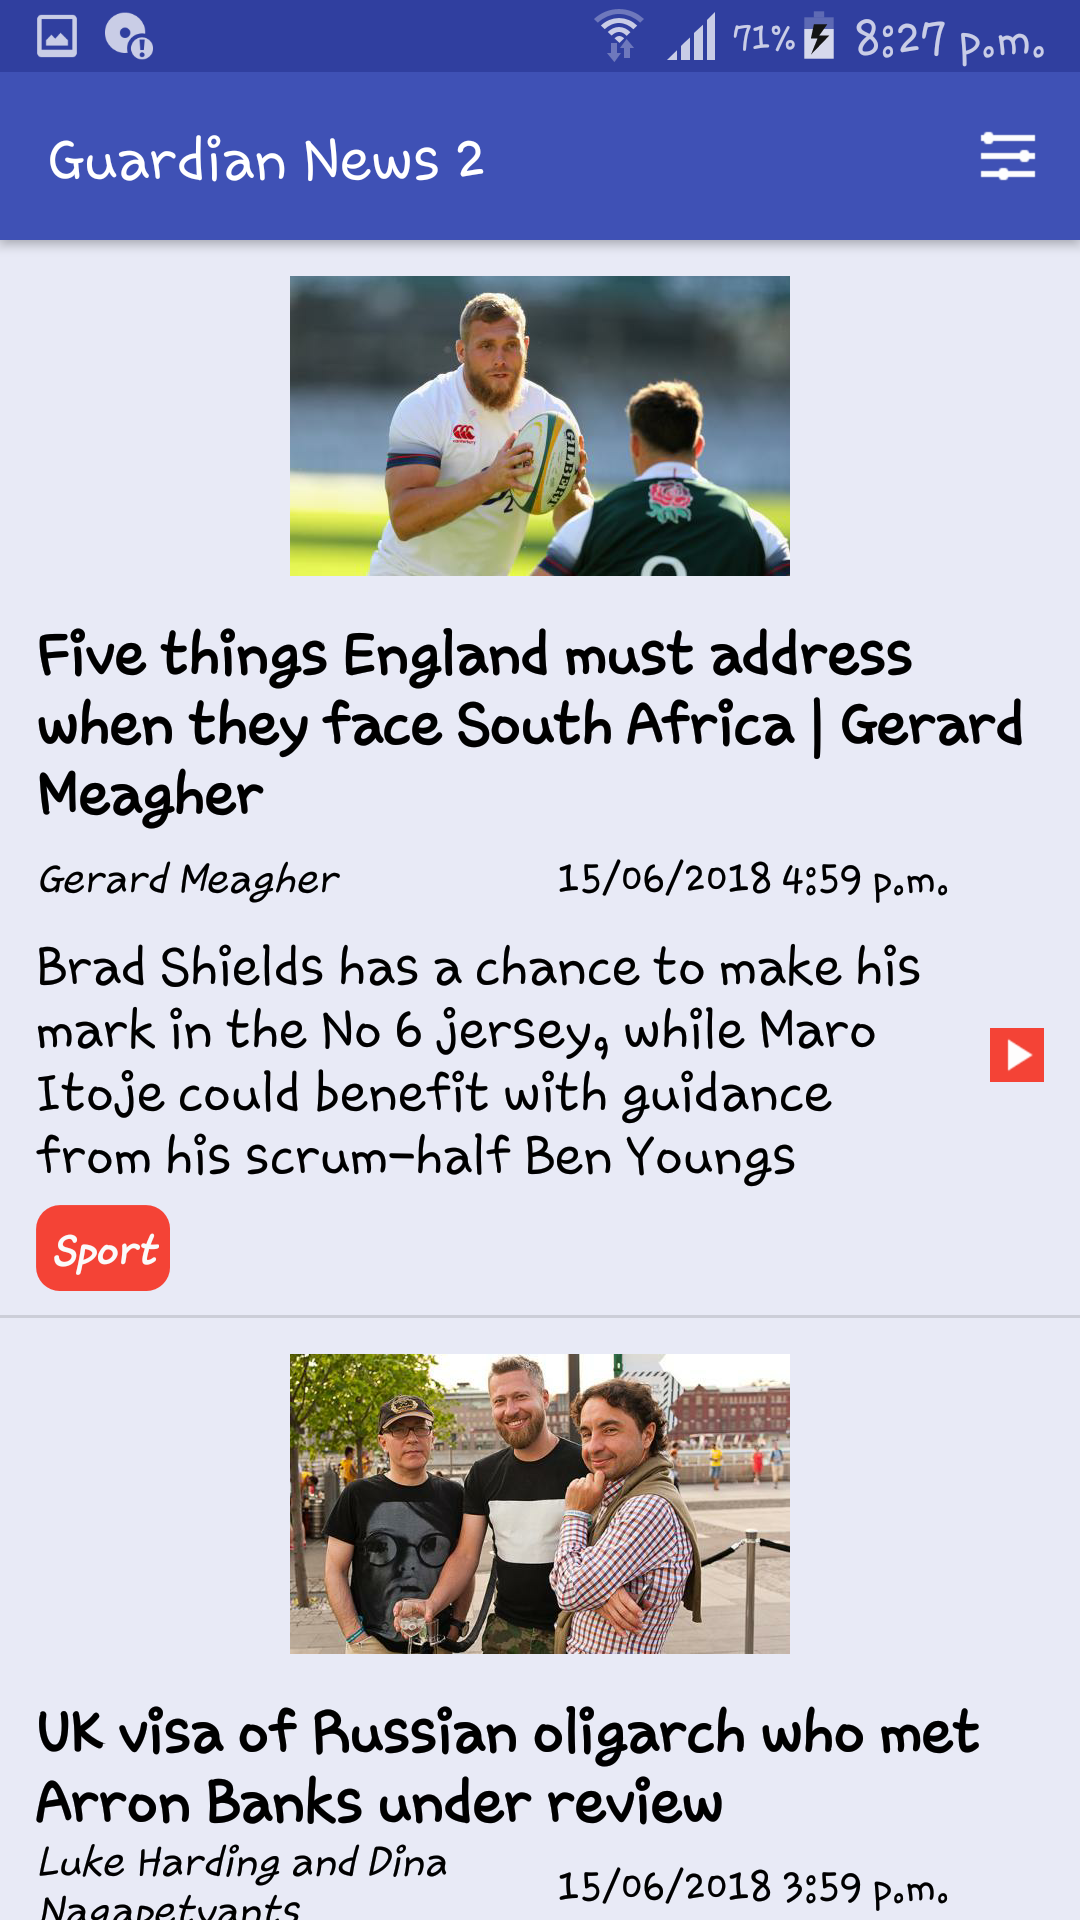 71% 8:27 p.m.
Guardian News 2
GILBERT
Five things England must address
when they face South Africa | Gerard
Meagher
Gerard Meagher 15/06/2018 4:59 p.m.
Brad Shields has a chance to make his
mark in the No 6 jersey, while Maro
Itoje could benefit with guidance
from his scrum-half Ben Youngs
Sport
UK visa of Russian oligarch who met
Arron Banks under review
Luke Harding and Dina
15/06/2018 3:59 p.m.
Nagapetyants